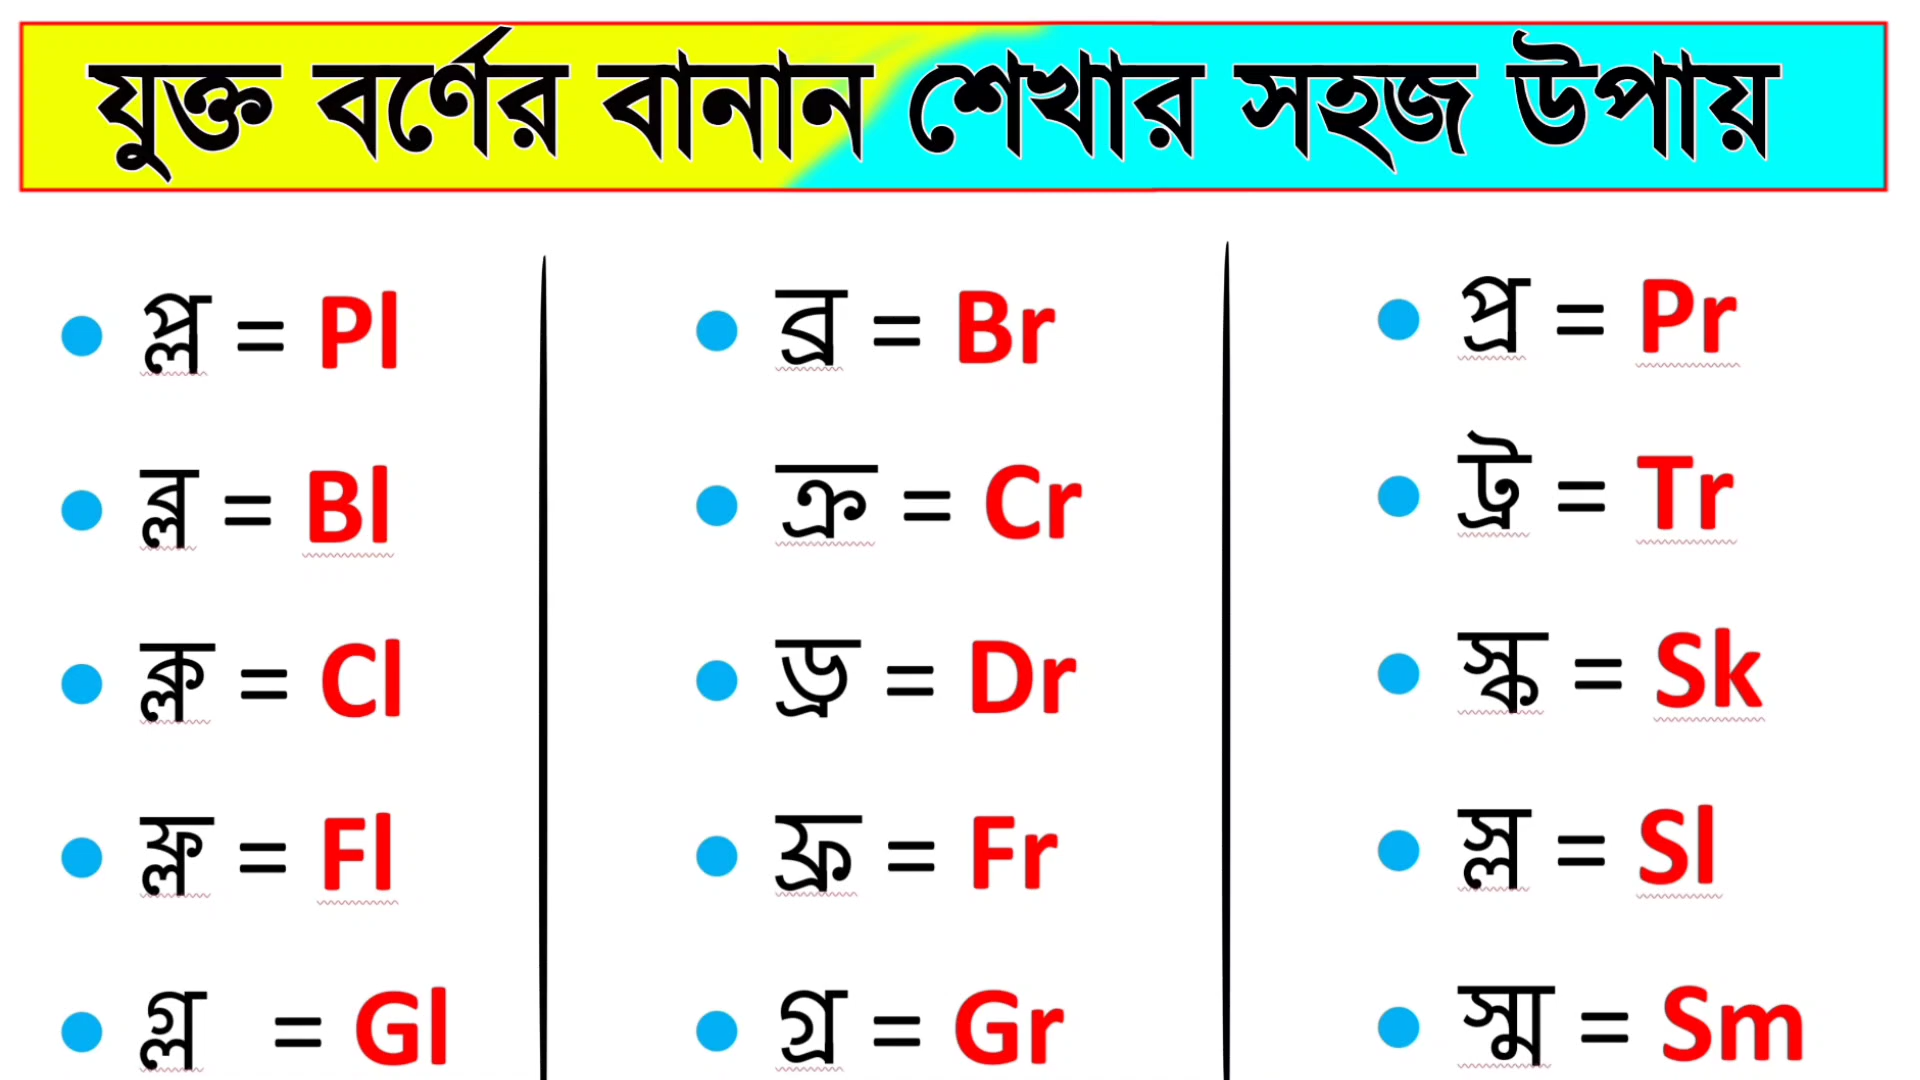 যুক্ত বর্ণের বানান শেখার সহজ উপায়
প্ল = Pl
ব্ল = Bl
ক্ল = Cl
ফ্ল = Fl
গ্ল = Gl
ব্র = Br
ক্র = Cr
ড্র = Dr
ফ্র = Fr
গ্র = Gr
প্র = Pr
ট্র = Tr
স্ক = Sk
স্ল = Sl
স্ম = Sm